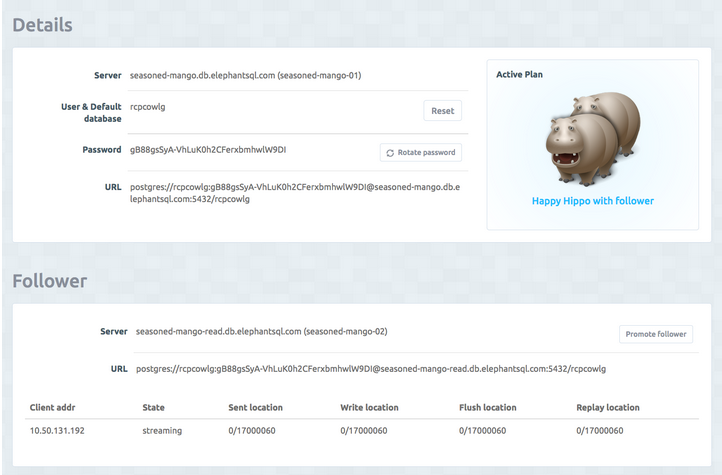 Details
Server seasoned-mango.db.elephantsql.com (seasoned-mango-01)
User & Default
database
rcpcowlg
Reset
Password gB88gsSyA-VhLuK0h2CFerxbmhwlW9DI Rotate password
URL postgres://rcpcowlg:gB88gsSyA-VhLuK0h2CFerxbmhwlW9DI@seasoned-mango.db.e
lephantsql.com:5432/rcpcowlg
Active Plan
Happy Hippo with follower
Follower
Server seasoned-mango-read.db.elephantsql.com (seasoned-mango-02) Promote follower
URL postgres://rcpcowlg:gB88gsSyA-VhLuK0h2CFerxbmhwlW9DI@seasoned-mango-read.db.elephantsql.com:5432/rcpcowlg
Client addr State Sent location Write location Flush location Replay location
10.50.131.192 streaming 0/17000060 0/17000060 0/17000060 0/17000060